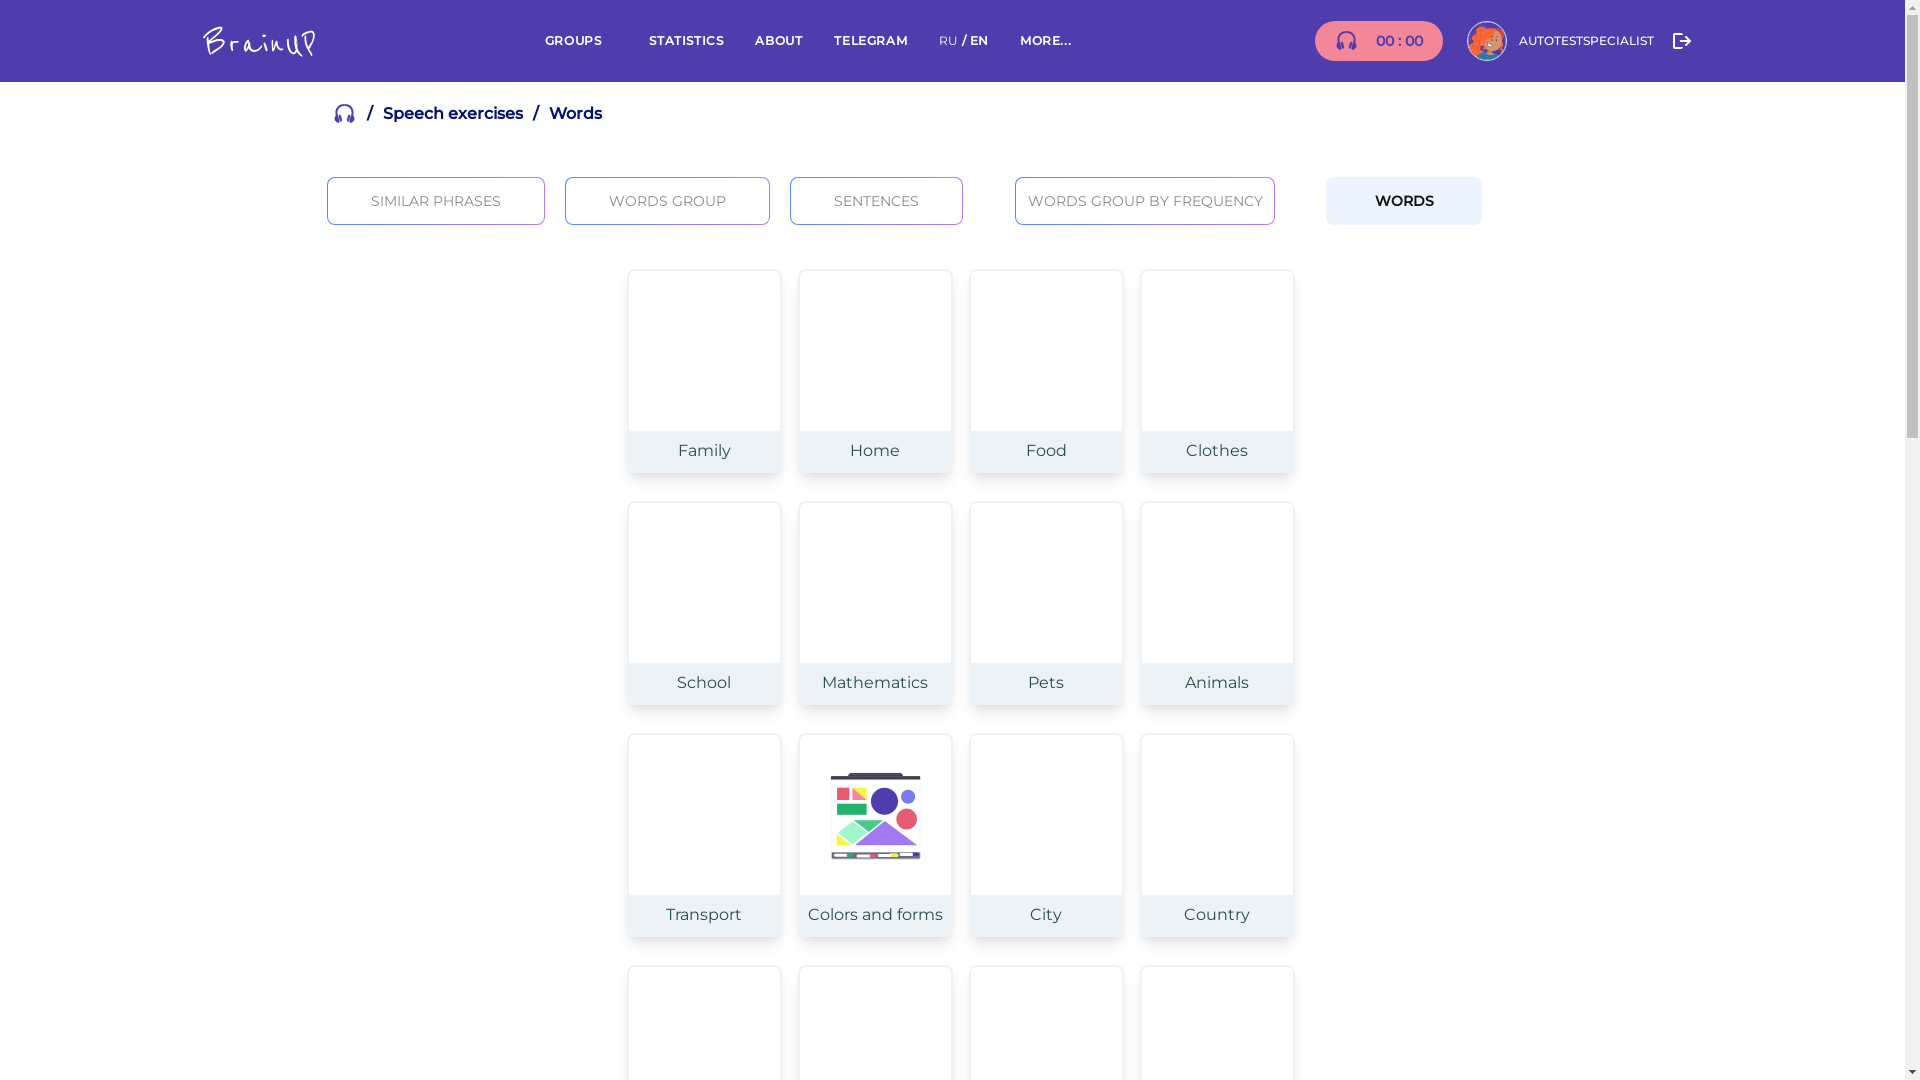 BrainUP GROUPS STATISTICS ABOUT TELEGRAM RU / EN MORE... 00 : 00 AUTOTESTSPECIALIST
/ Speech exercises / Words
SIMILAR PHRASES WORDS GROUP SENTENCES WORDS GROUP BY FREQUENCY WORDS
Family Home Food Clothes
School Mathematics Pets Animals
Transport Colors and forms City Country